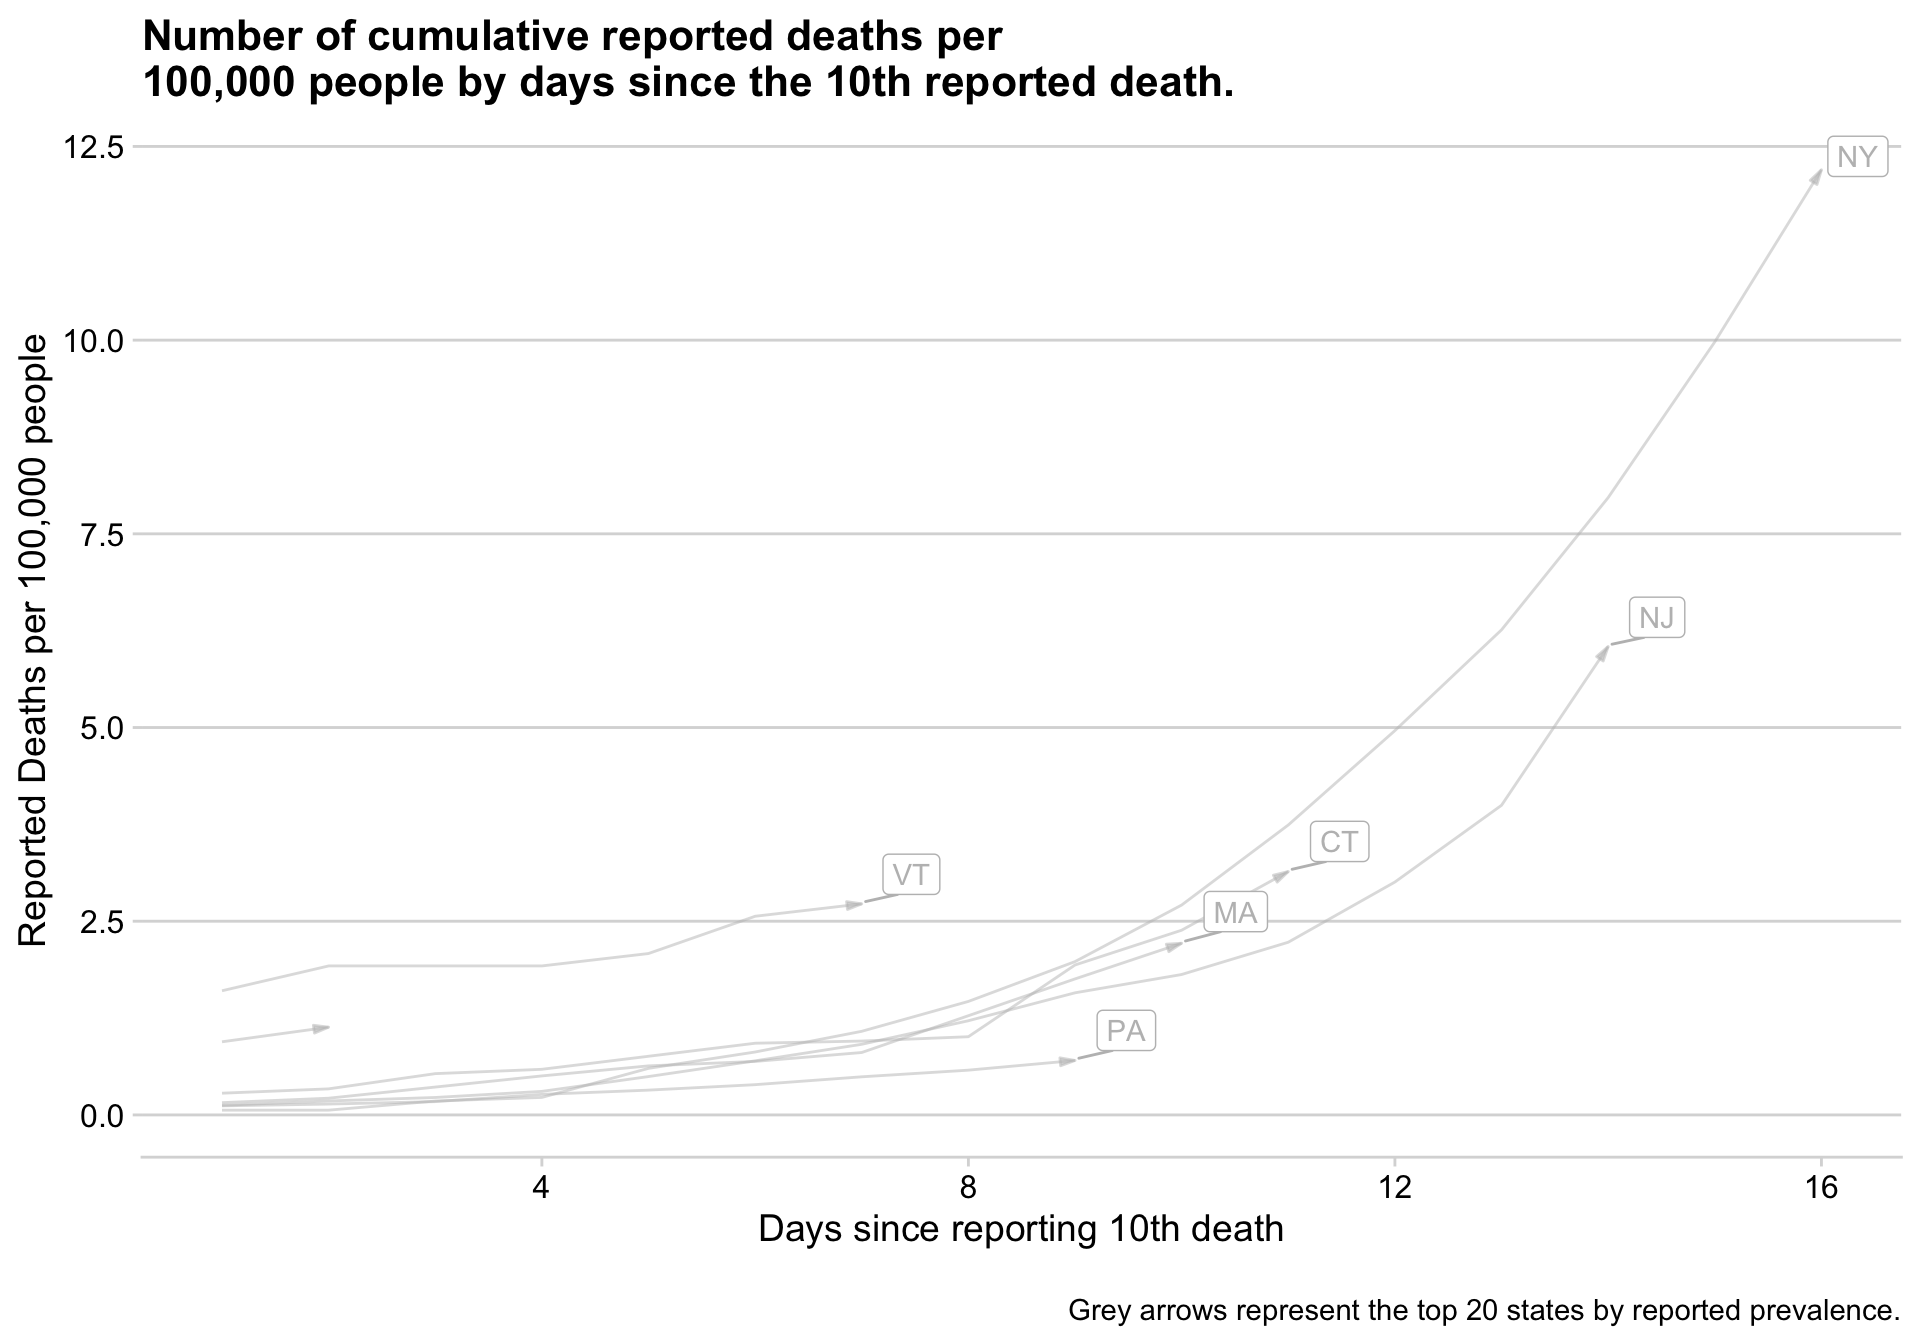 Number of cumulative reported deaths per
100,000 people by days since the 10th reported death.
Reported Deaths per 100,000 people
12.5
10.0
7.5
5.0
2.5
0.0
NY
NJ
CT
VT
MA
PA
4
8
12
16
Days since reporting 10th death
Grey arrows represent the top 20 states by reported prevalence.